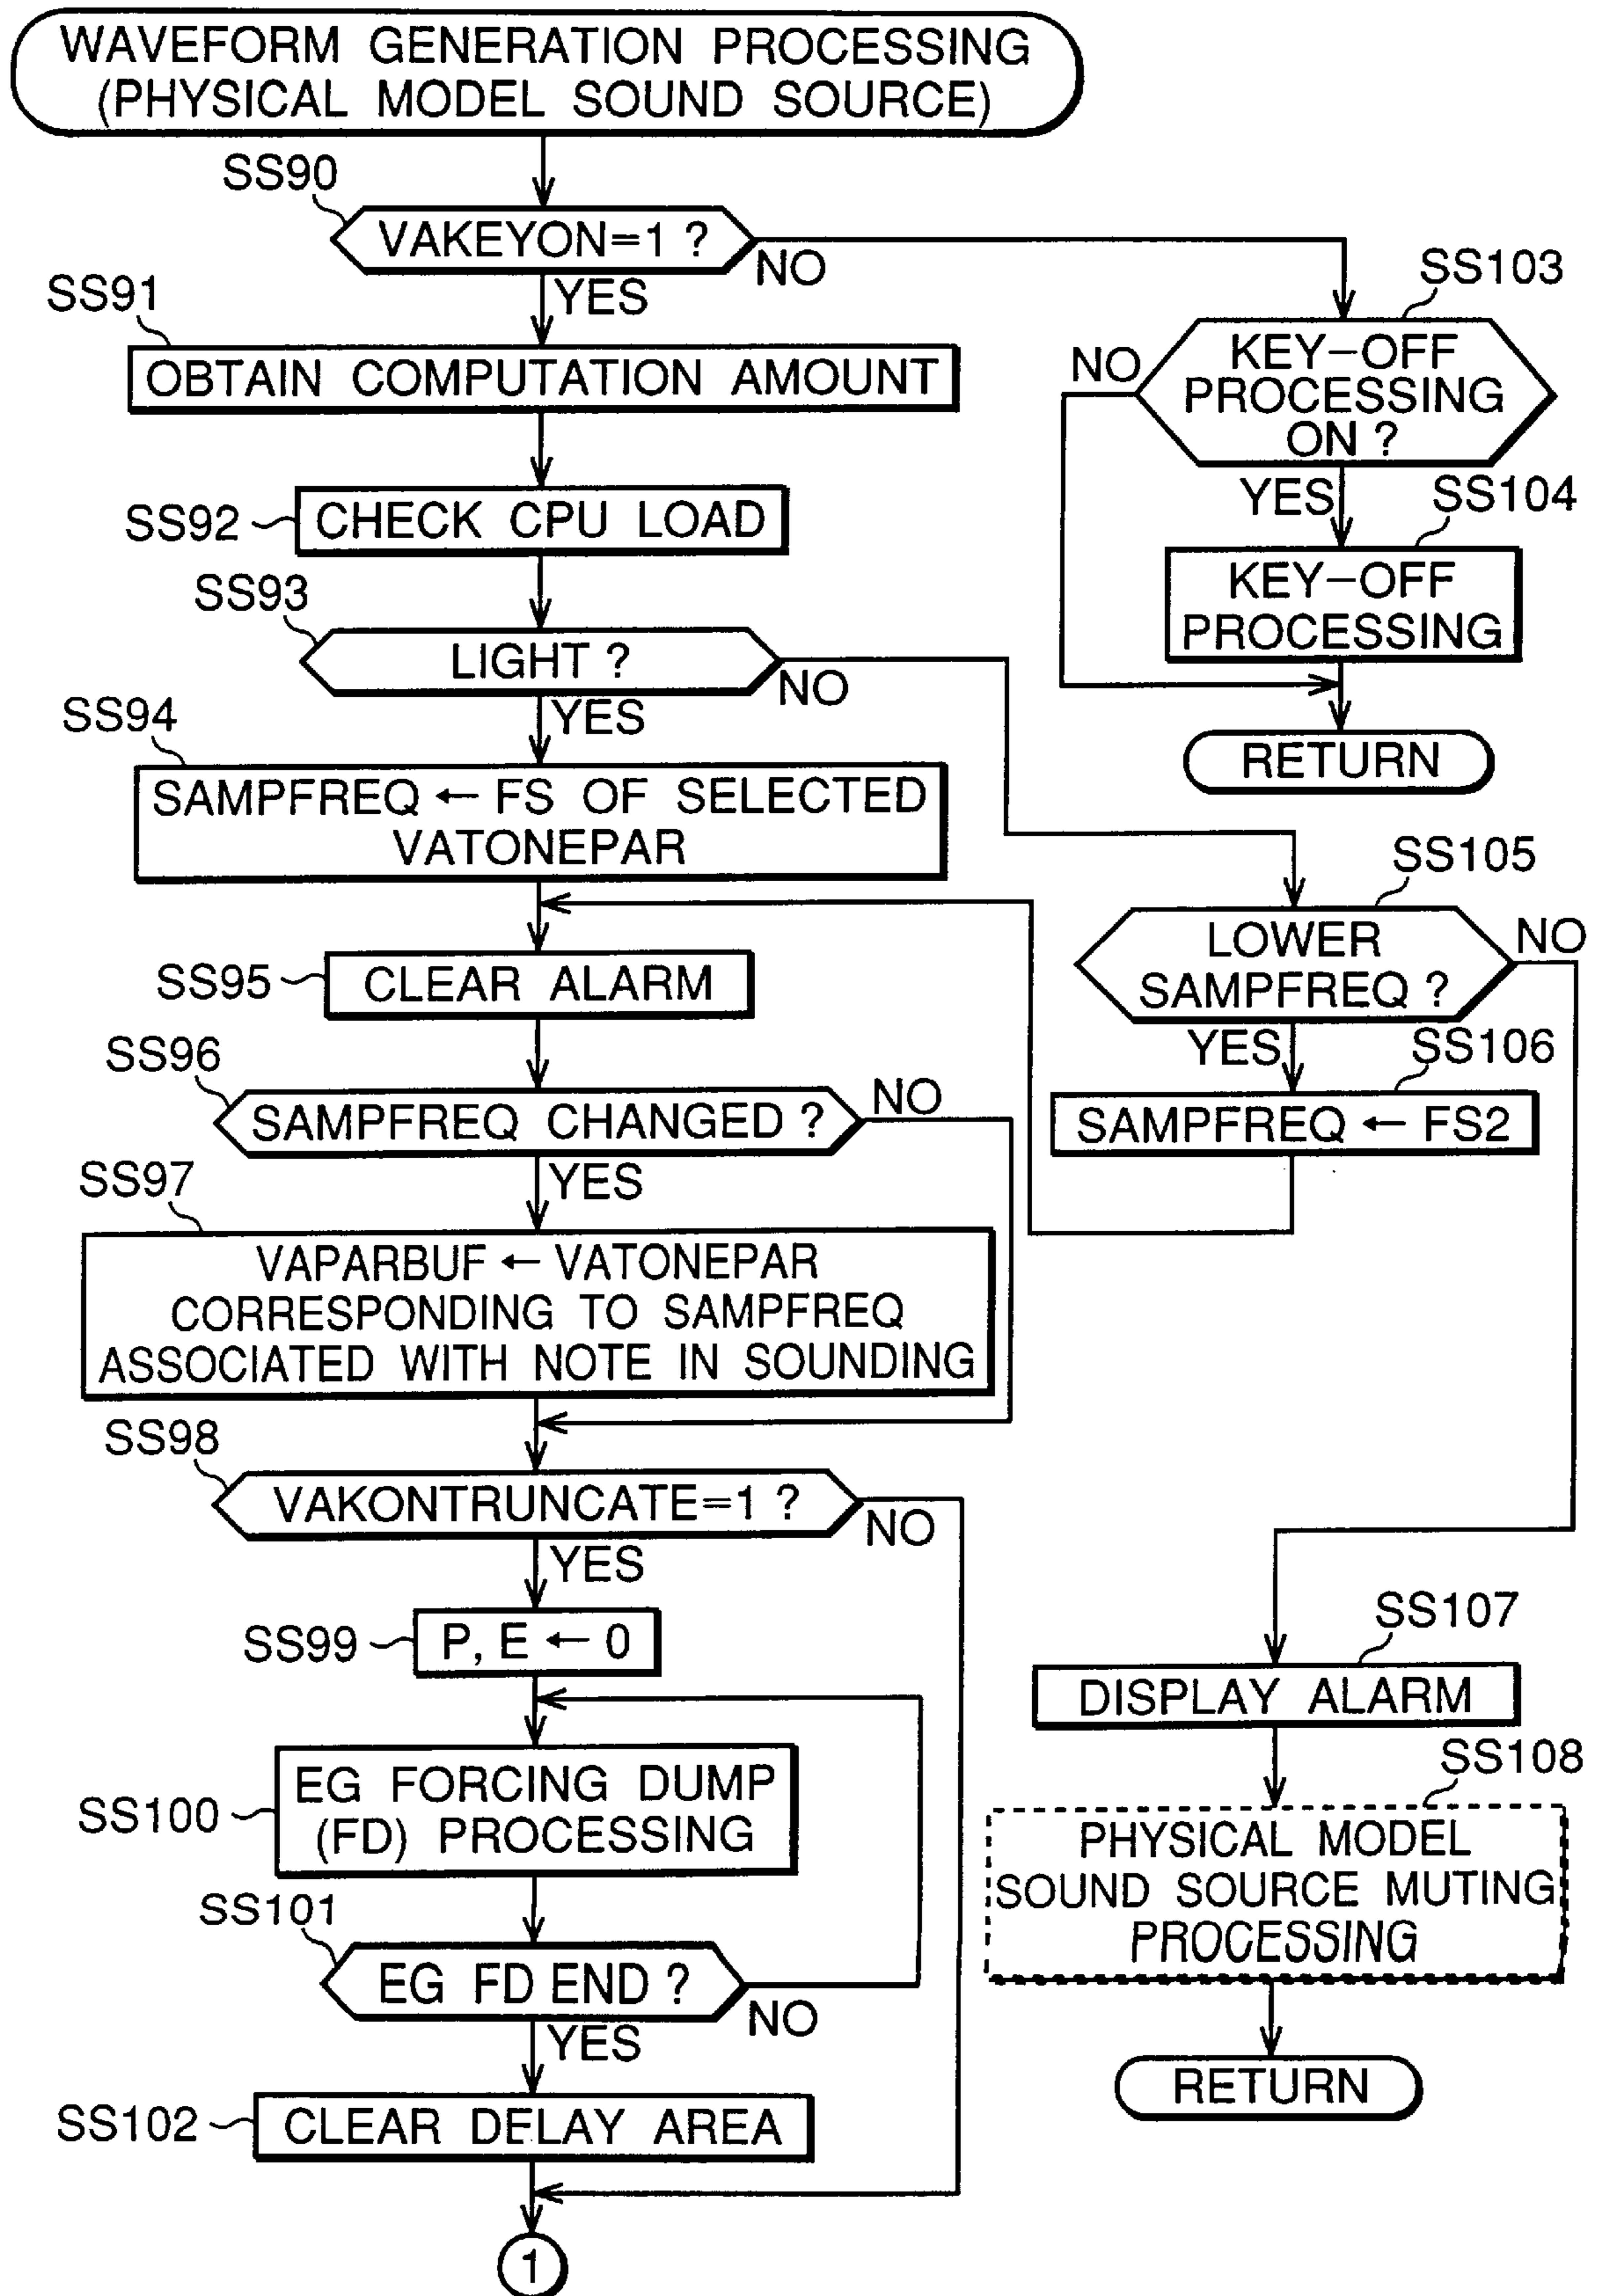 WAVEFORM GENERATION PROCESSING
(PHYSICAL MODEL SOUND SOURCE)
SS90
VAKEYON=1 ?
NO
YES
SS91
OBTAIN COMPUTATION AMOUNT
SS92
CHECK CPU LOAD
SS93
LIGHT ?
NO
YES
SS94
SAMPFREQ ← FS OF SELECTED
VATONEPAR
SS95
CLEAR ALARM
SS96
SAMPFREQ CHANGED ?
NO
YES
SS97
VAPARBUF ← VATONEPAR
CORRESPONDING TO SAMPFREQ
ASSOCIATED WITH NOTE IN SOUNDING
SS98
VAKONTRUNCATE=1 ?
NO
YES
SS99
P, E ← 0
SS100
EG FORCING DUMP
(FD) PROCESSING
SS101
EG FD END ?
NO
YES
SS102
CLEAR DELAY AREA
1
SS103
KEY-OFF
PROCESSING
ON ?
NO
YES
SS104
KEY-OFF
PROCESSING
RETURN
SS105
LOWER
SAMPFREQ ?
NO
YES
SS106
SAMPFREQ ← FS2
SS107
DISPLAY ALARM
SS108
PHYSICAL MODEL
SOUND SOURCE MUTING
PROCESSING
RETURN